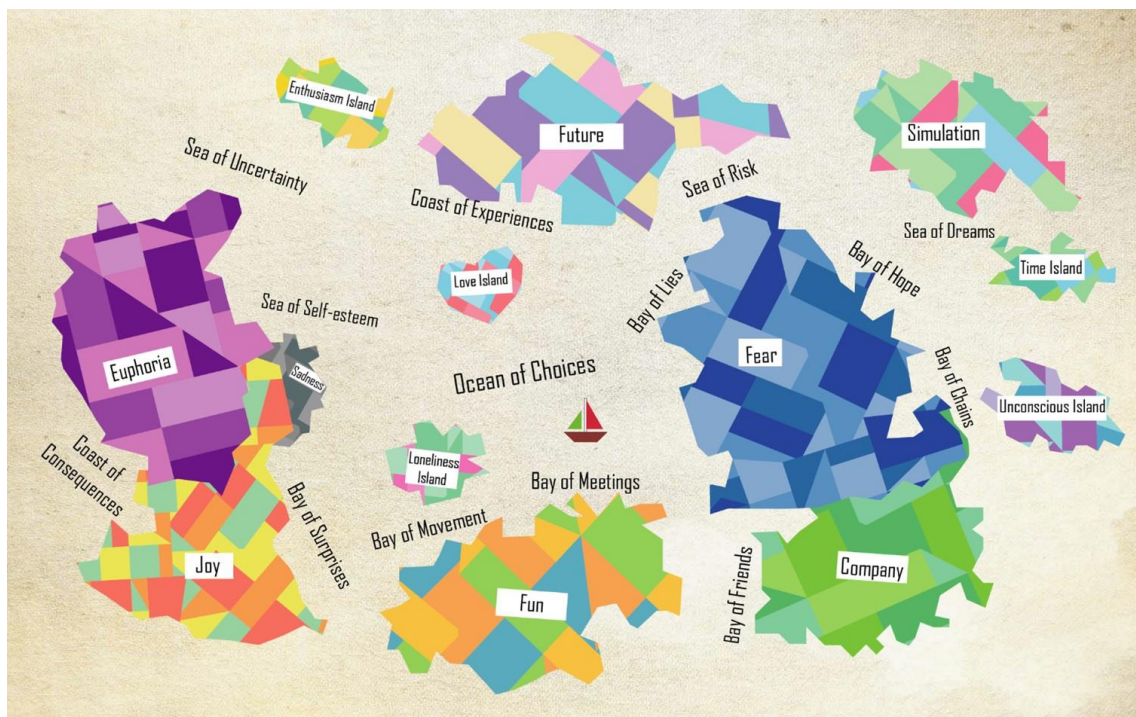 Enthusiasm Island
Future
Simulation
Sea of Uncertainty
Coast of Experiences
Sea of Risk
Sea of Dreams
Time Island
Love Island
Bay of Lies
Bay of Hope
Sea of Self-esteem
Euphoria
Sadness
Ocean of Choices
Fear
Bay of Chains
Unconscious Island
Coast of
Consequences
Loneliness
Island
Bay of Meetings
Bay of Surprises
Bay of Movement
Joy
Fun
Bay of Friends
Company